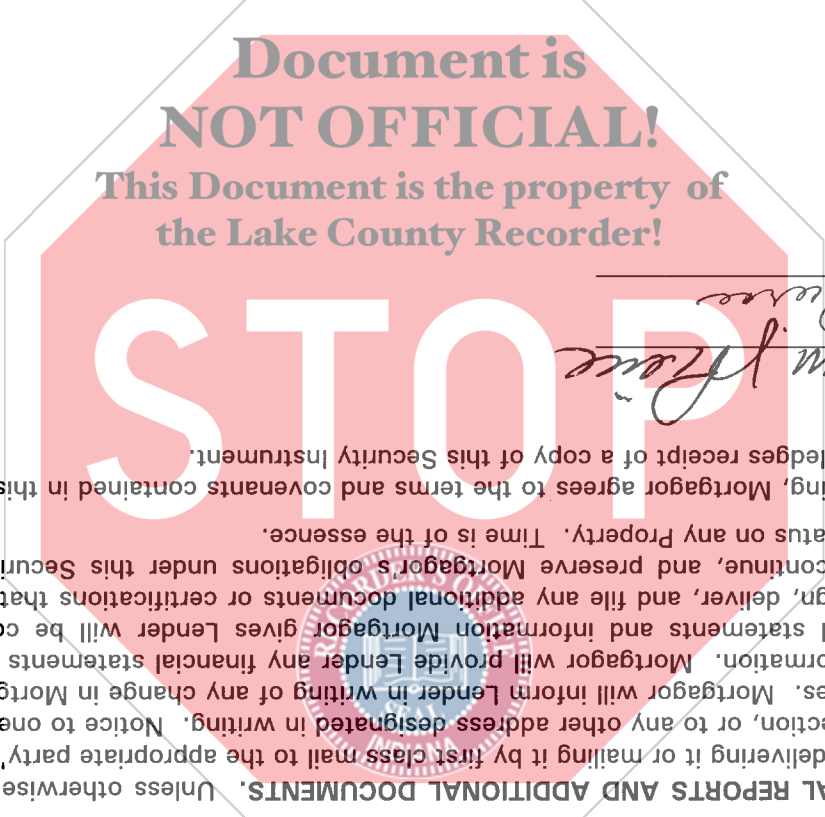 Document is
NOT OFFICIAL!
This Document is the property of
the Lake County Recorder!
STOP
AL REPORTS AND ADDITIONAL DOCUMENTS. Unless otherwise
delivering it or mailing it by first class mail to the appropriate party'
ection, or to any other address designated in writing. Notice to one
es. Mortgagor will inform Lender in writing of any change in Mortg
ormation. Mortgagor will provide Lender any financial statements
l statements and information Mortgagor gives Lender will be co
gn, deliver, and file any additional documents or certifications that
continue, and preserve Mortgagor's obligations under this Securi
atus on any Property. Time is of the essence.
ing, Mortgagor agrees to the terms and covenants contained in this
ledges receipt of a copy of this Security Instrument.
SEAL